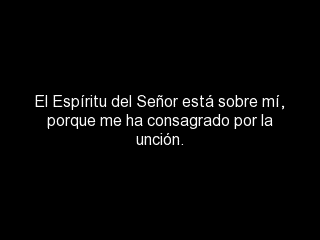 El Espíritu del Señor está sobre mí,
porque me ha consagrado por la
unción.